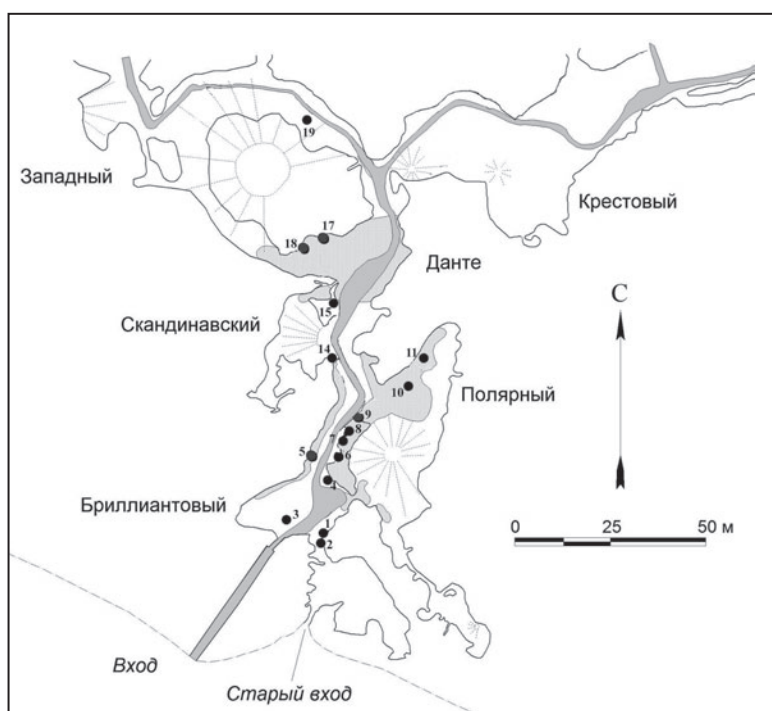 19
Западный
Крестовый
17
18
Данте
С
15
Скандинавский
14
11
10
Полярный
9
8
7
5
6
4
Бриллиантовый
3
1
2
0 25 50 м
Вход
Старый вход